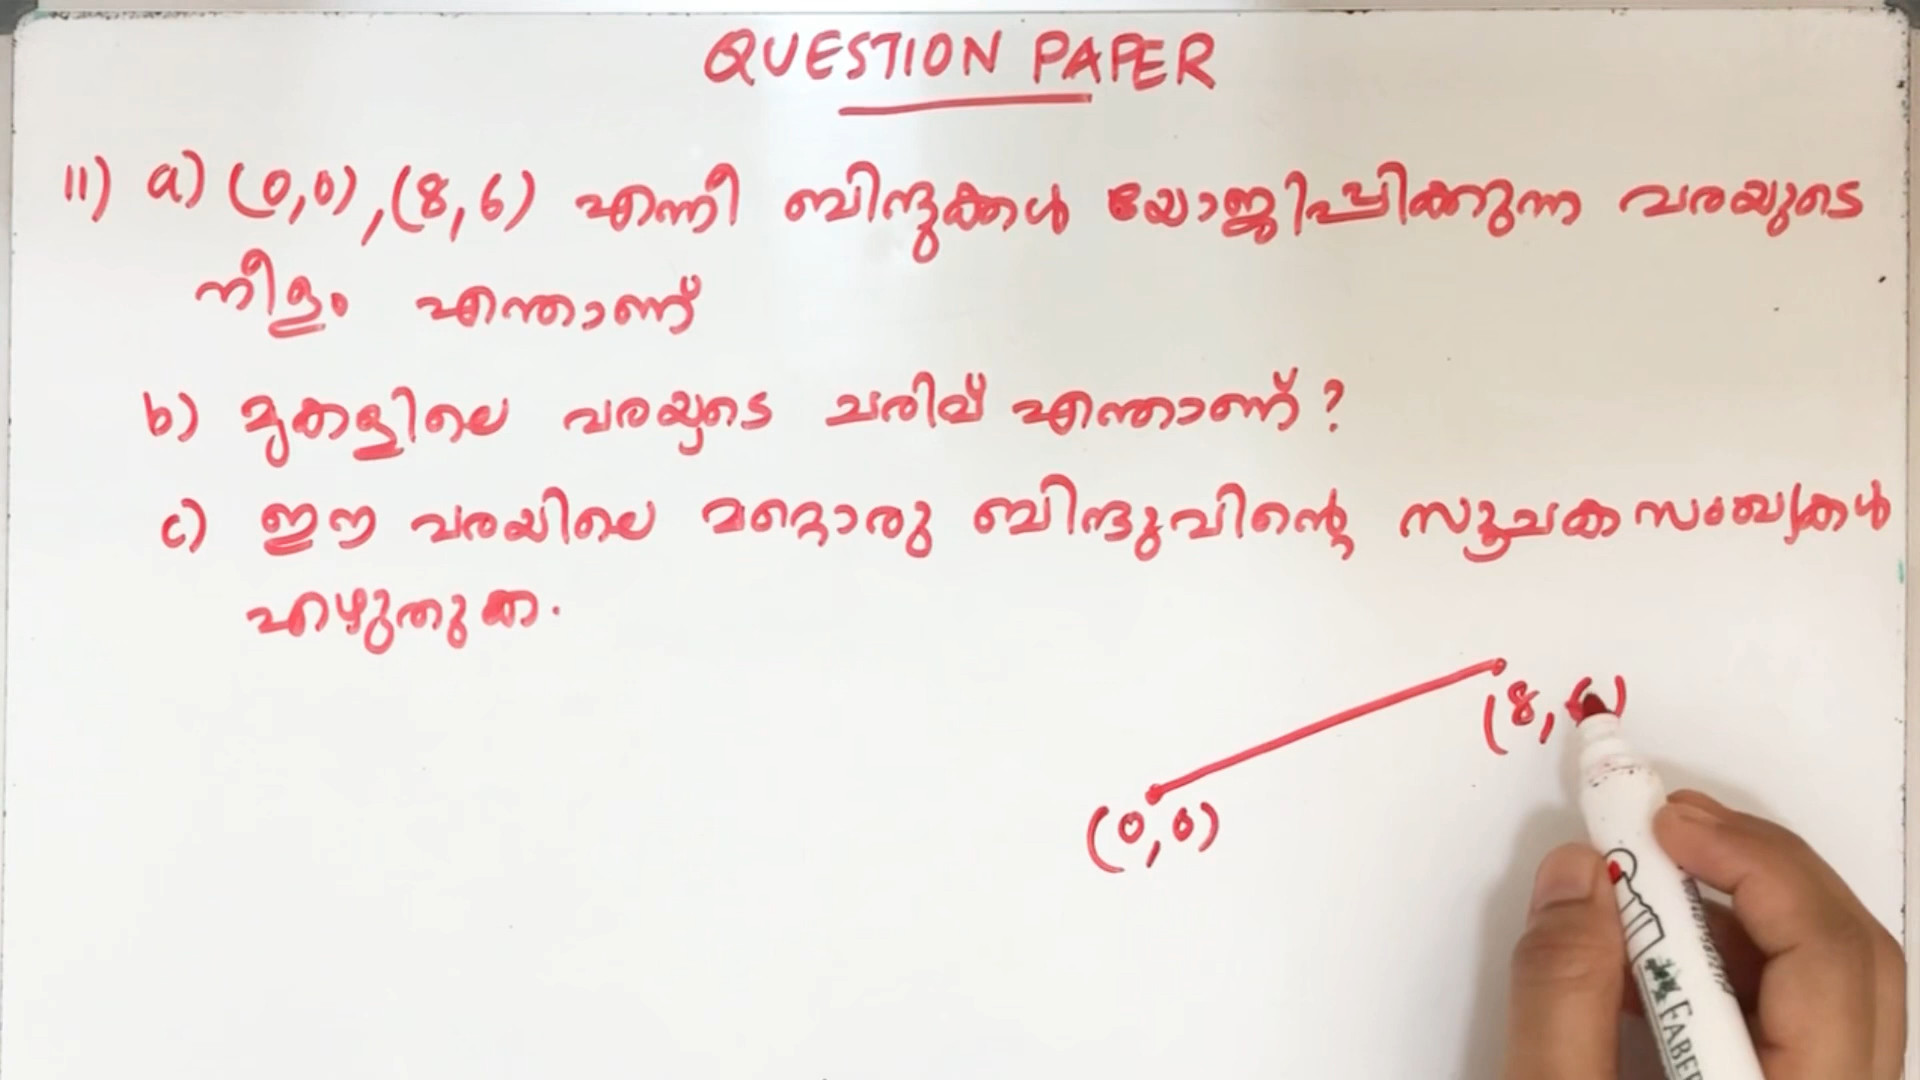 QUESTION PAPER
11) a) (0,0), (8,6) എന്നീ ബിന്ദുക്കൾ യോജിപ്പിക്കുന്ന വരയുടെ
നീളം എന്താണ്
b) മുകളിലെ വരയുടെ ചരിവ് എന്താണ്?
c) ഈ വരയിലെ മറ്റൊരു ബിന്ദുവിന്റെ സൂചകസംഖ്യകൾ
എഴുതുക.
(8,6)
(0,0)
FABER